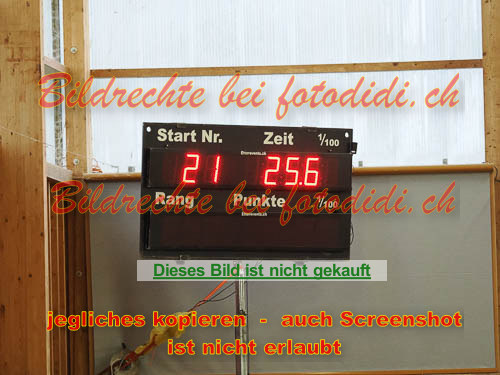 Bildrechte bei fotodidi.ch
Start Nr. Zeit 1/100
21 25.6
Bildrechte bei fotodidi.ch
Rang Punkte 1/100
Dieses Bild ist nicht gekauft
jegliches kopieren - auch Screenshot
ist nicht erlaubt